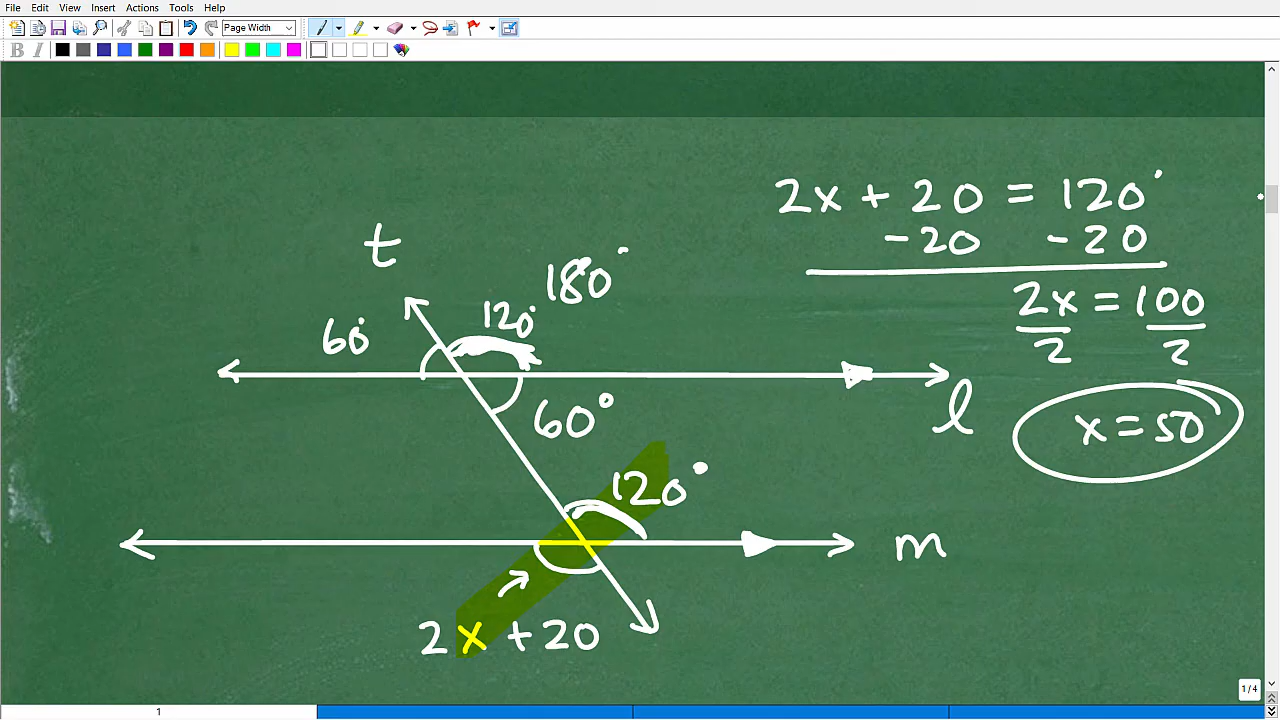 File Edit View Insert Actions Tools Help
Page Width
B I
2x + 20 = 120°
-20 -20
2x = 100
2 2
x = 50
t
180°
120°
60°
l
60°
120°
m
2x + 20
1/4
1